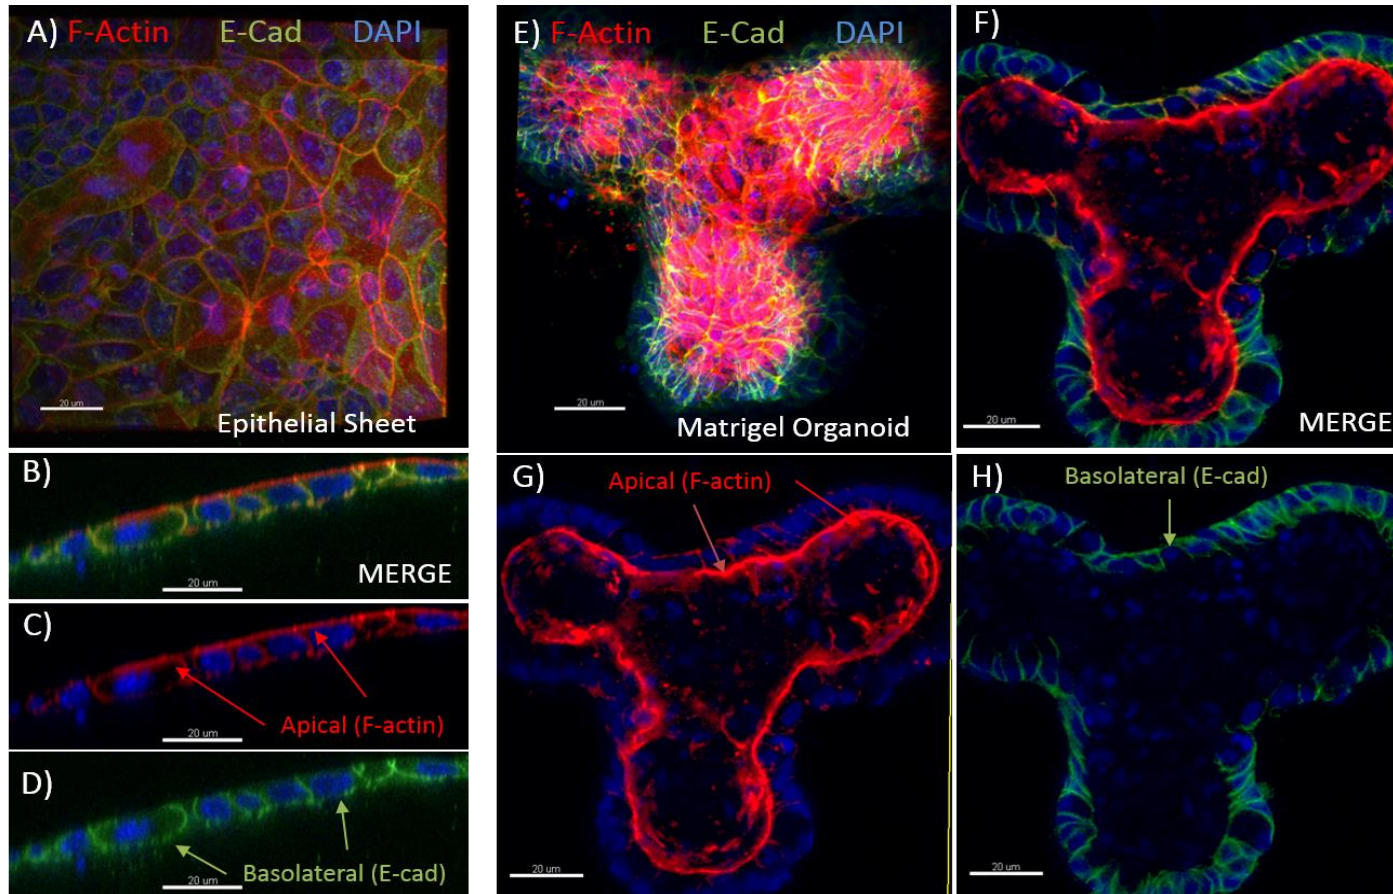 A) F-Actin E-Cad DAPI
20 um
Epithelial Sheet
B)
20 um
MERGE
C)
Apical (F-actin)
20 um
D)
20 um
Basolateral (E-cad)
E) F-Actin E-Cad DAPI
20 um
Matrigel Organoid
F)
20 um
MERGE
G)
Apical (F-actin)
20 um
H)
Basolateral (E-cad)
20 um